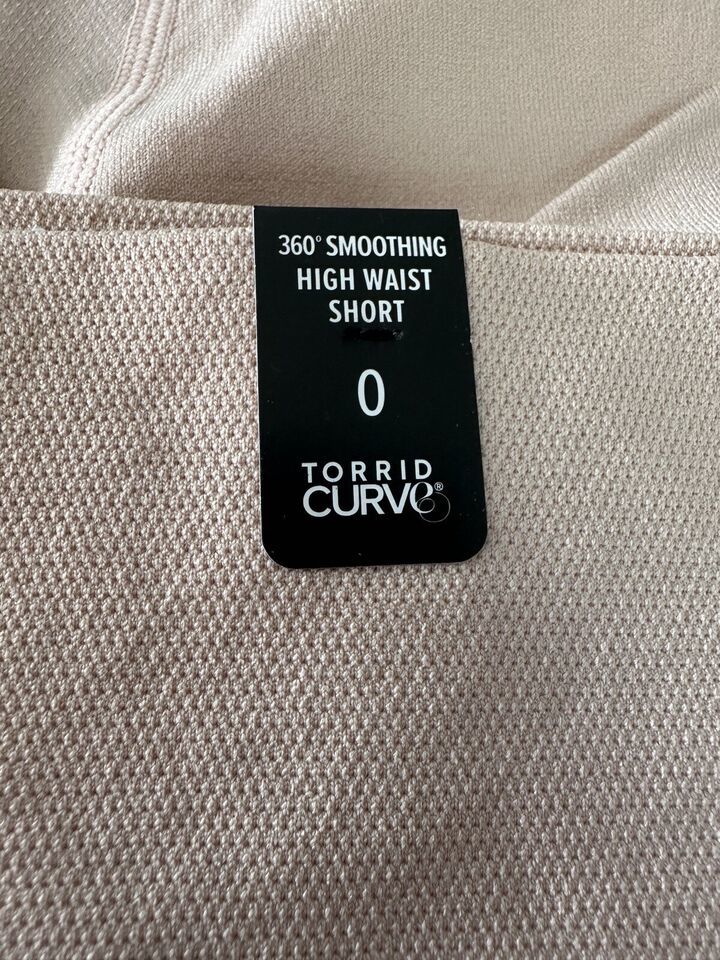 360° SMOOTHING
HIGH WAIST
SHORT
0
TORRID
CURVE®